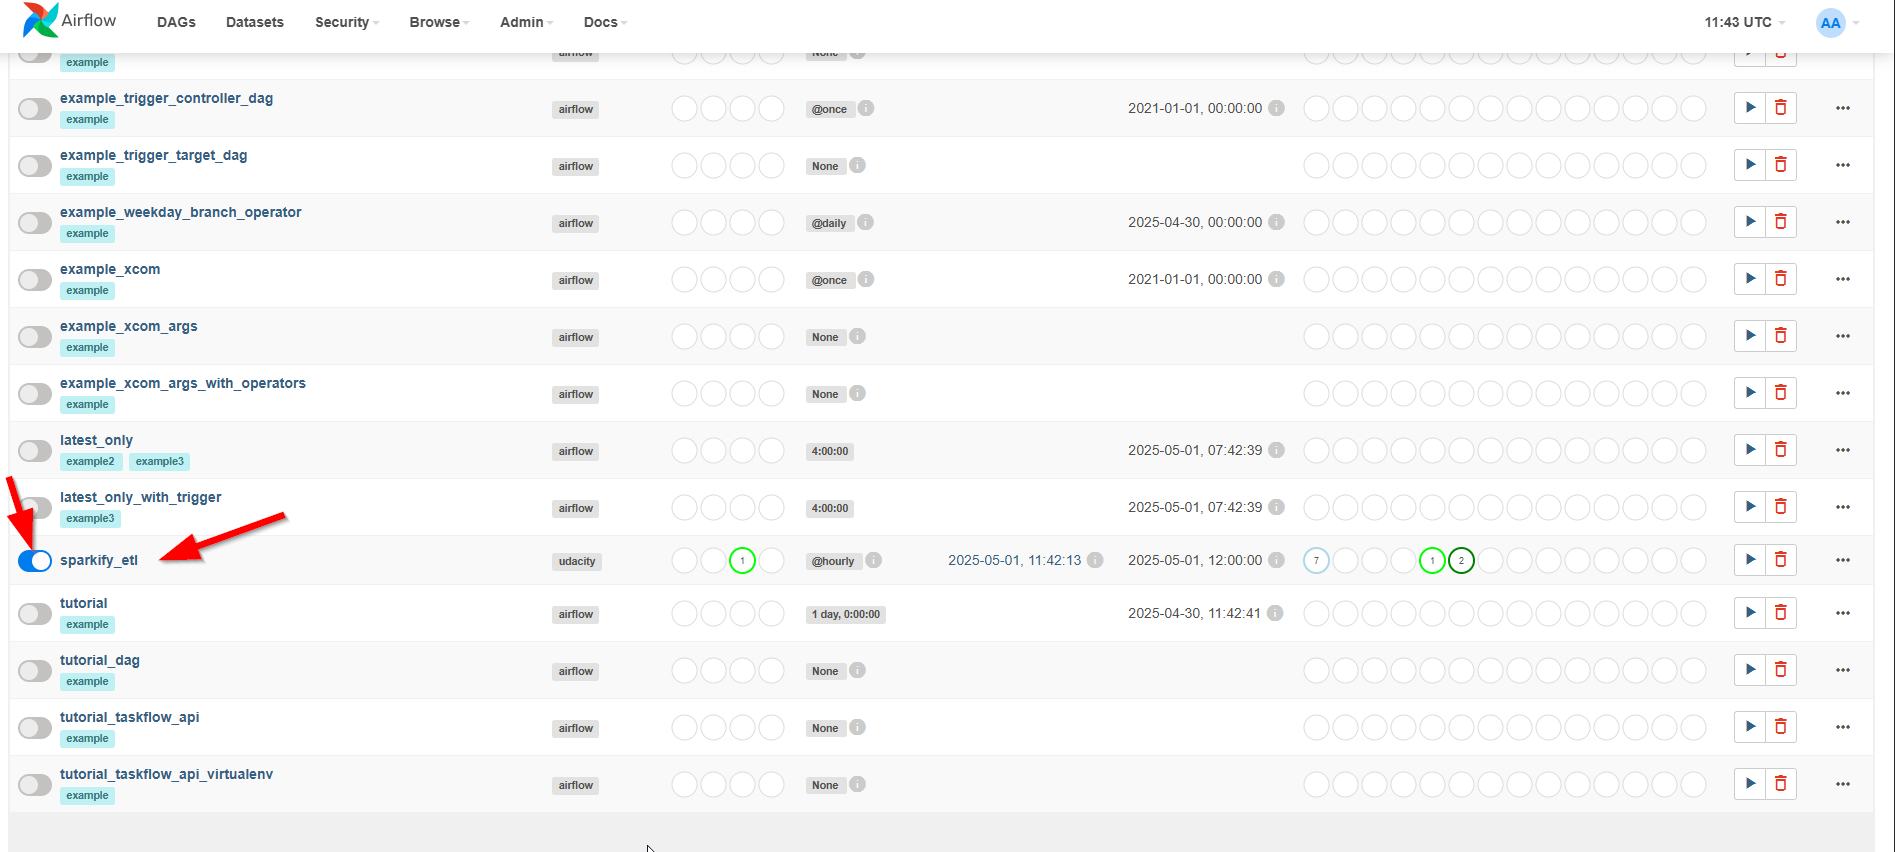 Airflow DAGs Datasets Security Browse Admin Docs 11:43 UTC AA
example airflow None
example_trigger_controller_dag
example airflow @once 2021-01-01, 00:00:00
example_trigger_target_dag
example airflow None
example_weekday_branch_operator
example airflow @daily 2025-04-30, 00:00:00
example_xcom
example airflow @once 2021-01-01, 00:00:00
example_xcom_args
example airflow None
example_xcom_args_with_operators
example airflow None
latest_only
example2 example3 airflow 4:00:00 2025-05-01, 07:42:39
latest_only_with_trigger
example3 airflow 4:00:00 2025-05-01, 07:42:39
sparkify_etl udacity 1 @hourly 2025-05-01, 11:42:13 2025-05-01, 12:00:00 7 1 2
tutorial
example airflow 1 day, 0:00:00 2025-04-30, 11:42:41
tutorial_dag
example airflow None
tutorial_taskflow_api
example airflow None
tutorial_taskflow_api_virtualenv
example airflow None